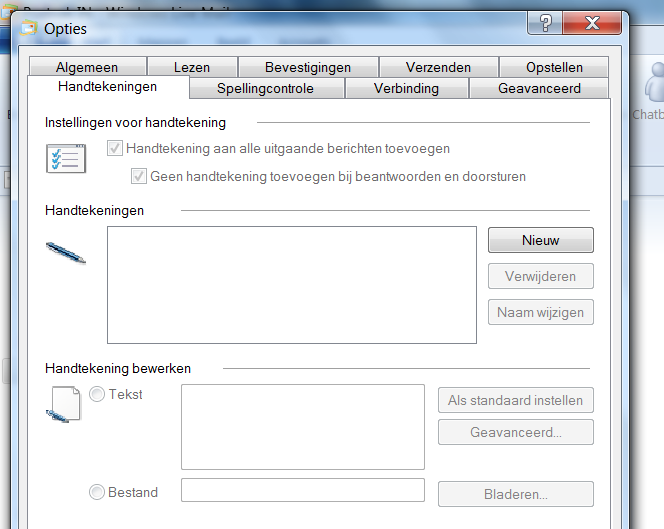 Opties
Algemeen Lezen Bevestigingen Verzenden Opstellen
Handtekeningen Spellingcontrole Verbinding Geavanceerd
Instellingen voor handtekening
Handtekening aan alle uitgaande berichten toevoegen
Geen handtekening toevoegen bij beantwoorden en doorsturen
Handtekeningen
Nieuw
Verwijderen
Naam wijzigen
Handtekening bewerken
Tekst
Als standaard instellen
Geavanceerd...
Bestand
Bladeren...